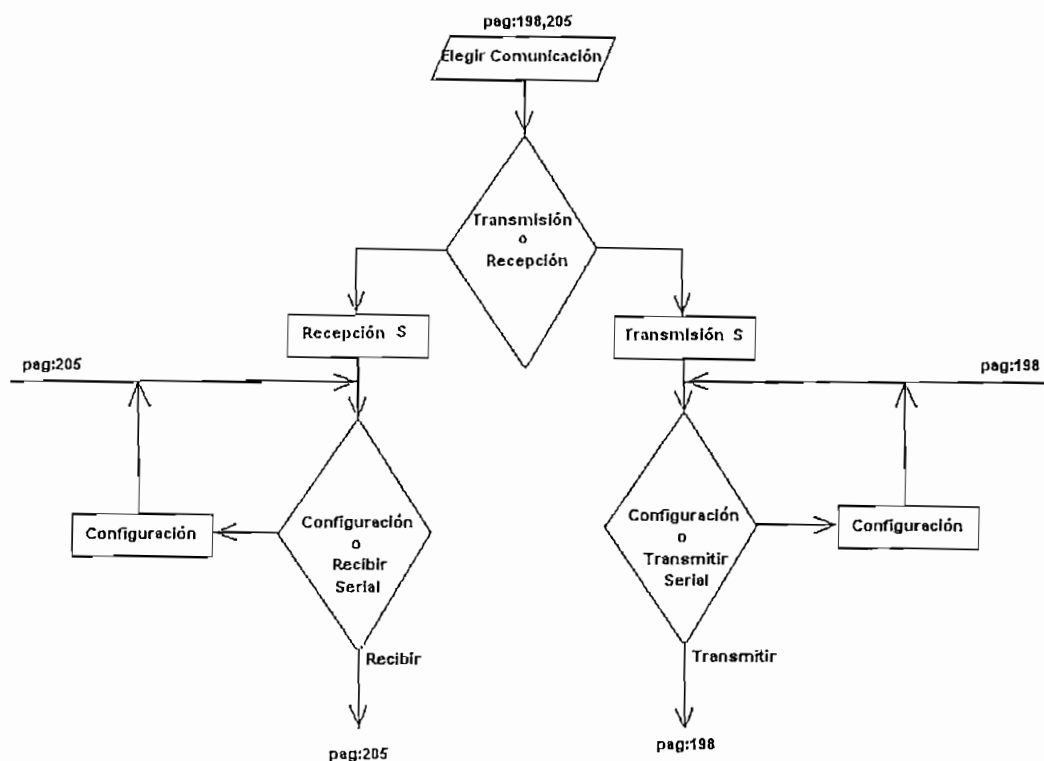 pag:198,205
Elegir Comunicación
Transmisión
o
Recepción
Recepción S
Transmisión S
pag:205
pag:198
Configuración
Configuración
o
Recibir
Serial
Configuración
o
Transmitir
Serial
Configuración
Recibir
Transmitir
pag:205
pag:198